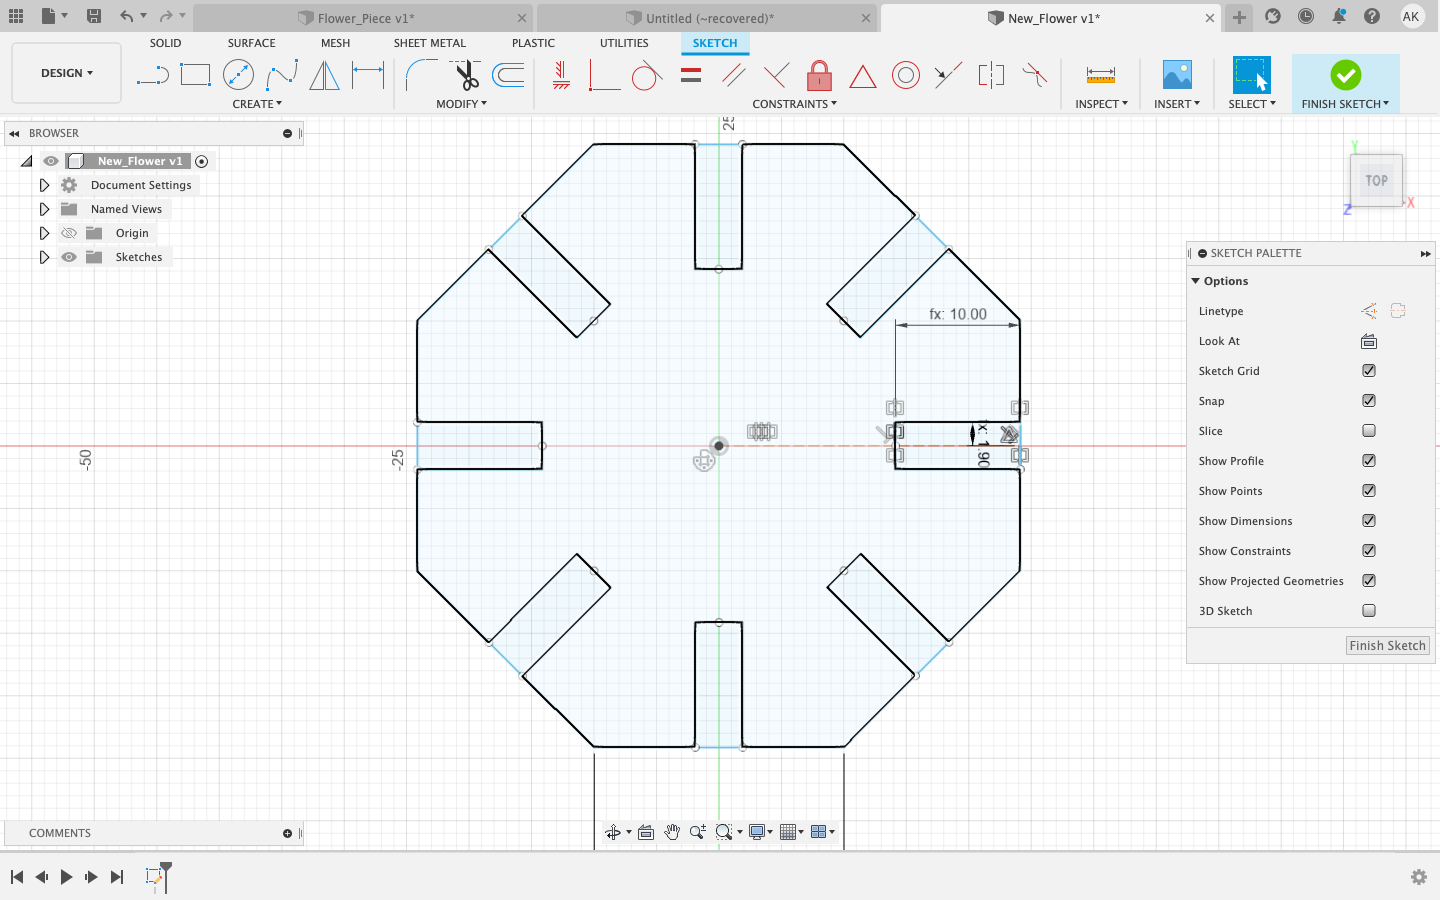 Flower_Piece v1*
Untitled (~recovered)*
New_Flower v1*
AK
DESIGN
SOLID
SURFACE
MESH
SHEET METAL
PLASTIC
UTILITIES
SKETCH
CREATE
MODIFY
CONSTRAINTS
INSPECT
INSERT
SELECT
FINISH SKETCH
BROWSER
New_Flower v1
Document Settings
Named Views
Origin
Sketches
25
-50
-25
fx: 10.00
fx: 1.90
Y
TOP
Z
X
SKETCH PALETTE
Options
Linetype
Look At
Sketch Grid
Snap
Slice
Show Profile
Show Points
Show Dimensions
Show Constraints
Show Projected Geometries
3D Sketch
Finish Sketch
COMMENTS